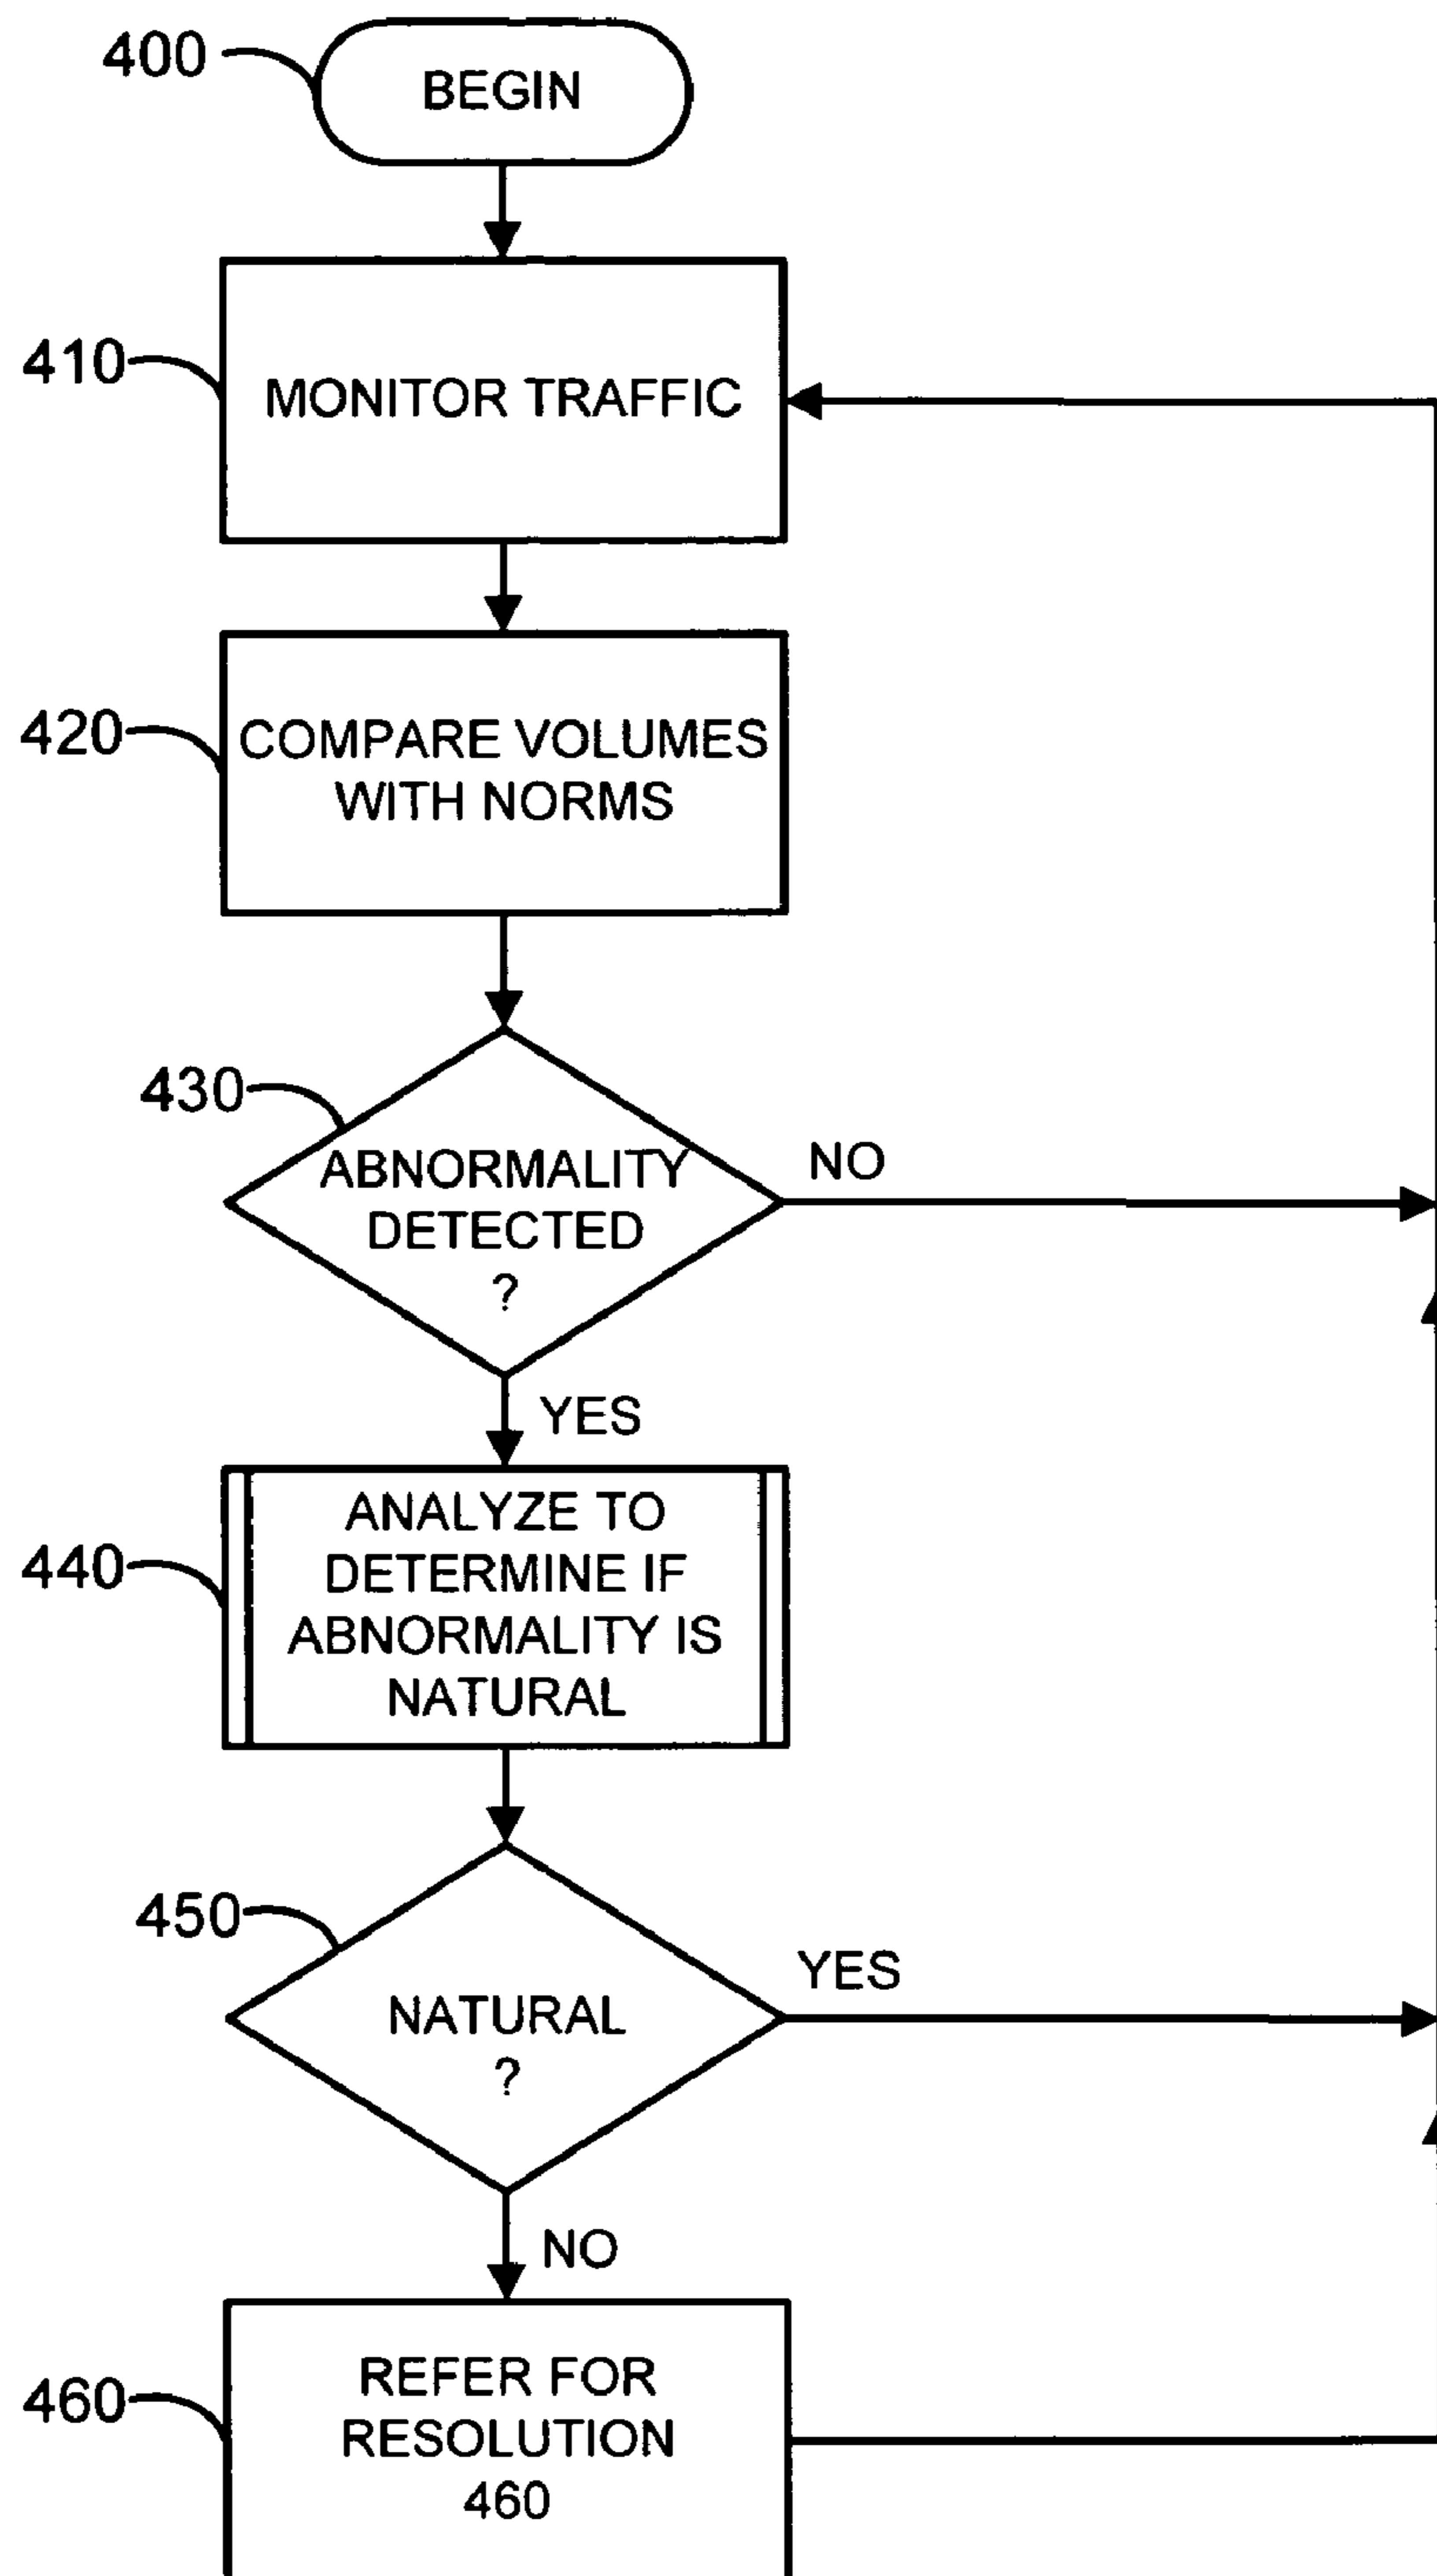 400
BEGIN
410
MONITOR TRAFFIC
420
COMPARE VOLUMES
WITH NORMS
430
ABNORMALITY
DETECTED
?
NO
YES
440
ANALYZE TO
DETERMINE IF
ABNORMALITY IS
NATURAL
450
NATURAL
?
YES
NO
460
REFER FOR
RESOLUTION
460